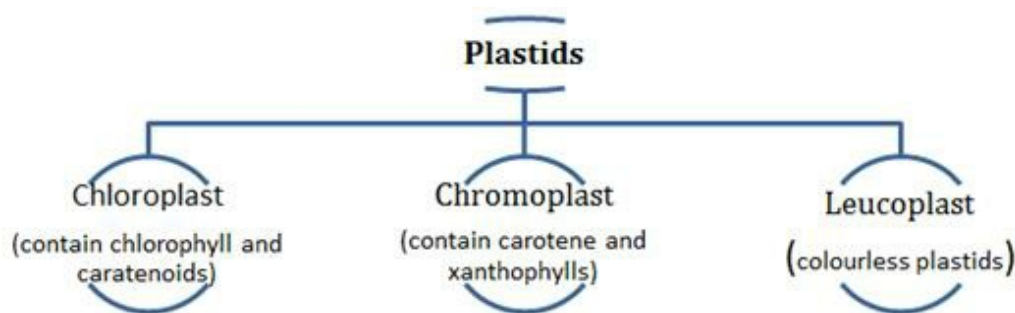 Plastids
Chloroplast
(contain chlorophyll and
caratenoids)
Chromoplast
(contain carotene and
xanthophylls)
Leucoplast
(colourless plastids)